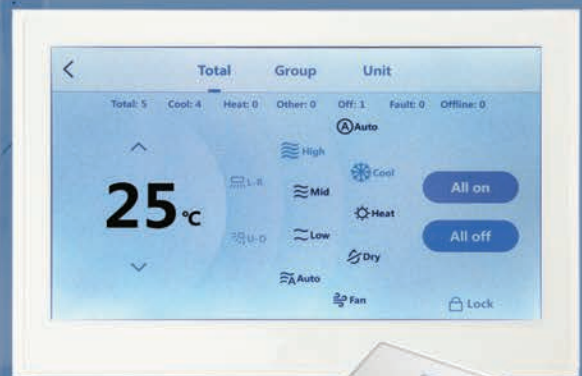 Total Group Unit
Total: 5 Cool: 4 Heat: 0 Other: 0 Off: 1 Fault: 0 Offline: 0
25°C
L-R
U-D
High
Mid
Low
Auto
Auto
Cool
Heat
Dry
Fan
All on
All off
Lock